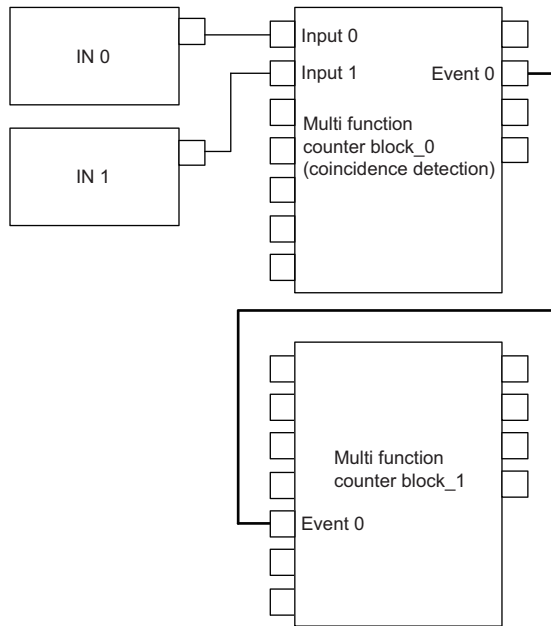 IN 0
Input 0
Input 1
Event 0
IN 1
Multi function
counter block_0
(coincidence detection)
Multi function
counter block_1
Event 0